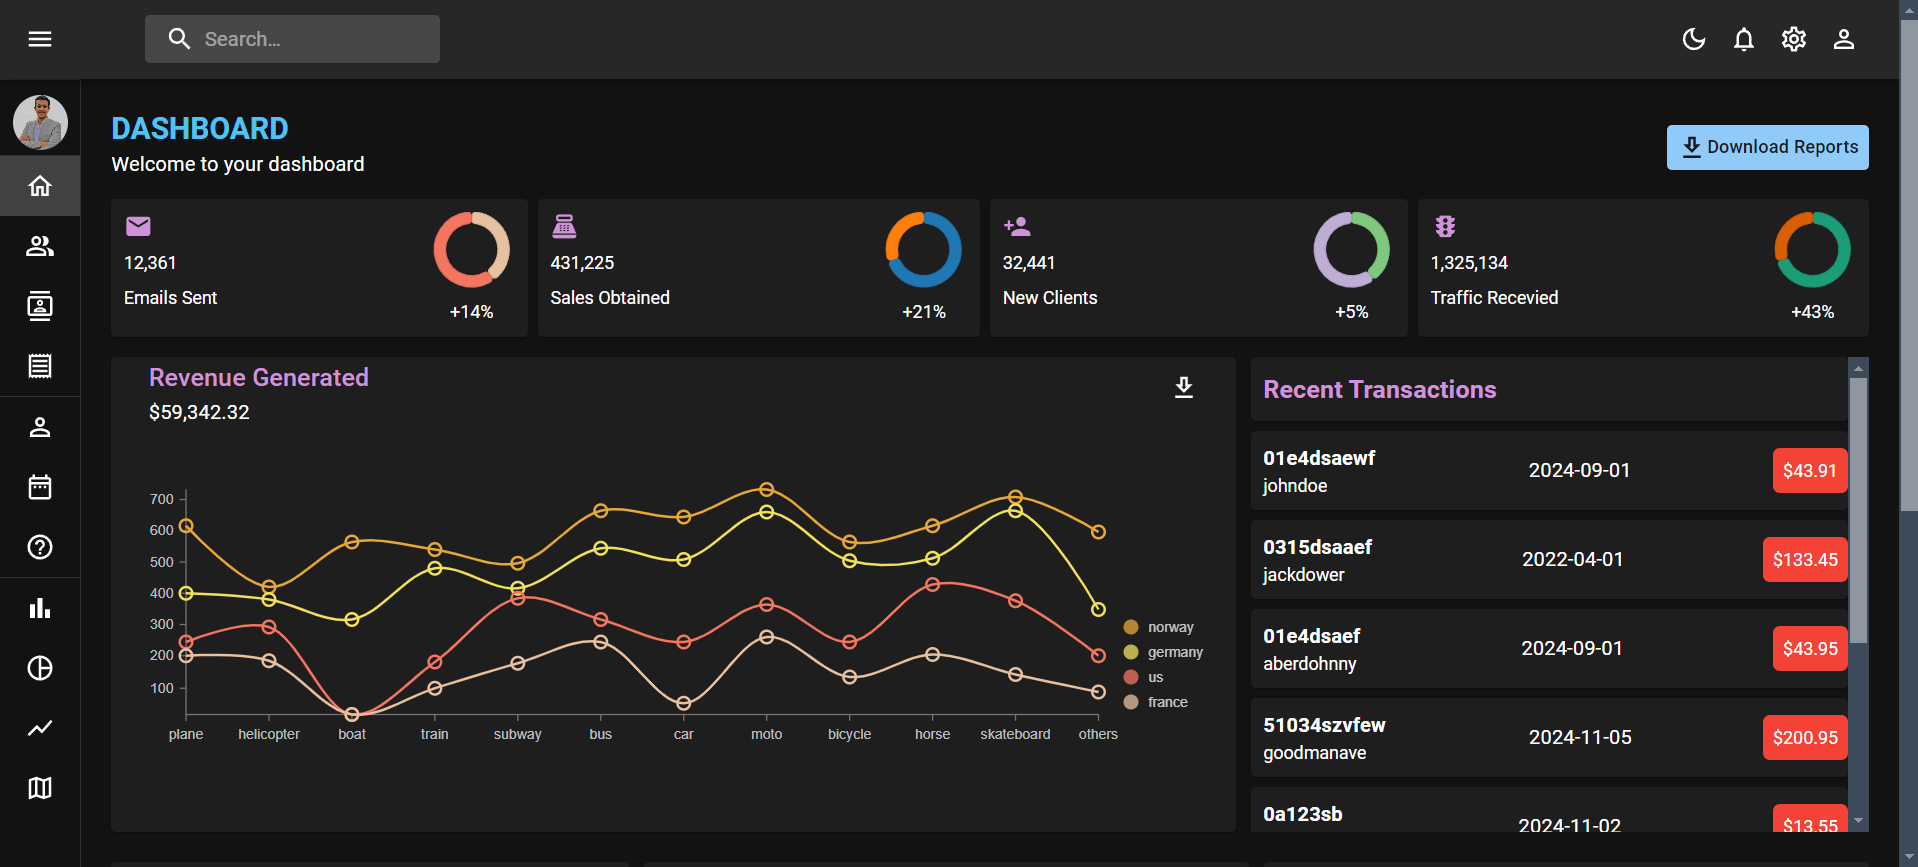 Search...
DASHBOARD
Welcome to your dashboard
Download Reports
12,361
Emails Sent
+14%
431,225
Sales Obtained
+21%
32,441
New Clients
+5%
1,325,134
Traffic Recevied
+43%
Revenue Generated
$59,342.32
700
600
500
400
300
200
100
plane
helicopter
boat
train
subway
bus
car
moto
bicycle
horse
skateboard
others
norway
germany
us
france
Recent Transactions
01e4dsaewf
johndoe
2024-09-01
$43.91
0315dsaaef
jackdower
2022-04-01
$133.45
01e4dsaef
aberdohnny
2024-09-01
$43.95
51034szvfew
goodmanave
2024-11-05
$200.95
0a123sb
2024-11-02
$13.55